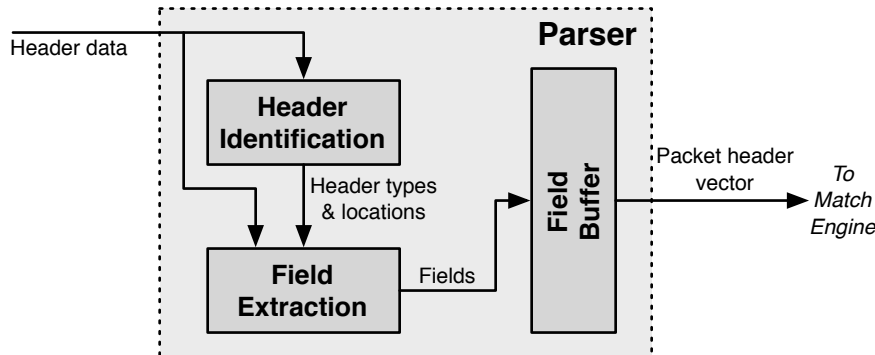 Header data
Parser
Header
Identification
Header types
& locations
Field
Extraction
Fields
Field
Buffer
Packet header
vector
To
Match
Engine